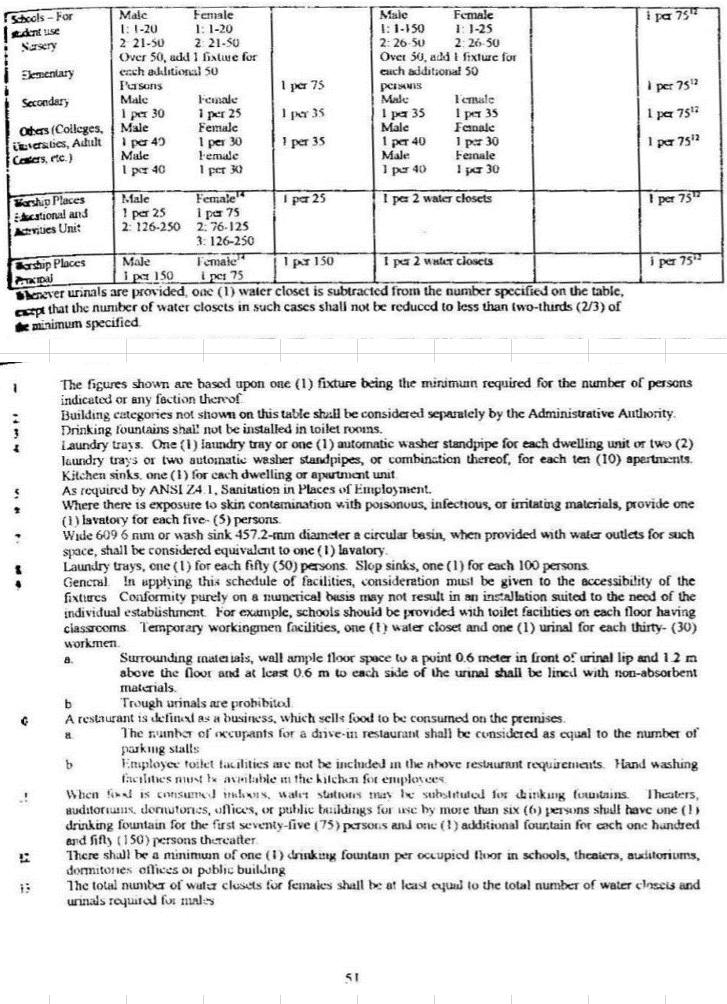 Schools – For Male Female Male Female 1 per 75¹²
student use 1: 1-20 1: 1-20 1: 1-150 1: 1-25
Nursery 2: 21-50 2: 21-50 2: 26-50 2: 26-50
Over 50, add 1 fixture for Over 50, add 1 fixture for
Elementary each additional 50 each additional 50
Persons 1 per 75 persons 1 per 75¹²
Secondary Male Female Male Female
1 per 30 1 per 25 1 per 35 1 per 35 1 per 35 1 per 75¹²
Others (Colleges, Male Female Male Female
Universities, Adult 1 per 40 1 per 30 1 per 35 1 per 40 1 per 30 1 per 75¹²
Centers, etc.) Male Female Male Female
1 per 40 1 per 30 1 per 40 1 per 30
Worship Places Male Female¹⁴ 1 per 25 1 per 2 water closets 1 per 75¹²
Educational and 1 per 25 1 per 75
Activities Unit 2: 126-250 2: 76-125
3: 126-250
Worship Places Male Female¹⁴ 1 per 150 1 per 2 water closets 1 per 75¹²
Principal 1 per 150 1 per 75
Whenever urinals are provided, one (1) water closet is subtracted from the number specified on the table,
except that the number of water closets in such cases shall not be reduced to less than two-thirds (2/3) of
the minimum specified.
1 The figures shown are based upon one (1) fixture being the minimum required for the number of persons
indicated or any faction thereof.
2 Building categories not shown on this table shall be considered separately by the Administrative Authority.
3 Drinking fountains shall not be installed in toilet rooms.
4 Laundry trays. One (1) laundry tray or one (1) automatic washer standpipe for each dwelling unit or two (2)
laundry trays or two automatic washer standpipes, or combination thereof, for each ten (10) apartments.
Kitchen sinks, one (1) for each dwelling or apartment unit.
5 As required by ANSI Z4.1, Sanitation in Places of Employment.
Where there is exposure to skin contamination with poisonous, infectious, or irritating materials, provide one
(1) lavatory for each five- (5) persons.
Wide 609.6 mm or wash sink 457.2-mm diameter a circular basin, when provided with water outlets for such
space, shall be considered equivalent to one (1) lavatory.
Laundry trays, one (1) for each fifty (50) persons. Slop sinks, one (1) for each 100 persons.
General. In applying this schedule of facilities, consideration must be given to the accessibility of the
fixtures. Conformity purely on a numerical basis may not result in an installation suited to the need of the
individual establishment. For example, schools should be provided with toilet facilities on each floor having
classrooms. Temporary workingmen facilities, one (1) water closet and one (1) urinal for each thirty- (30)
workmen.
a. Surrounding materials, wall ample floor space to a point 0.6 meter in front of urinal lip and 1.2 m
above the floor and at least 0.6 m to each side of the urinal shall be lined with non-absorbent
materials.
b Trough urinals are prohibited.
A restaurant is defined as a business, which sells food to be consumed on the premises.
a The number of occupants for a drive-in restaurant shall be considered as equal to the number of
parking stalls
b Employee toilet facilities are not be included in the above restaurant requirements. Hand washing
facilities must be available in the kitchen for employees.
When food is consumed indoors, water stations may be substituted for drinking fountains. Theaters,
auditoriums, dormitories, offices, or public buildings for use by more than six (6) persons shall have one (1)
drinking fountain for the first seventy-five (75) persons and one (1) additional fountain for each one hundred
and fifty (150) persons thereafter.
12 There shall be a minimum of one (1) drinking fountain per occupied floor in schools, theaters, auditoriums,
dormitories offices or public building
13 The total number of water closets for females shall be at least equal to the total number of water closets and
urinals required for males
51